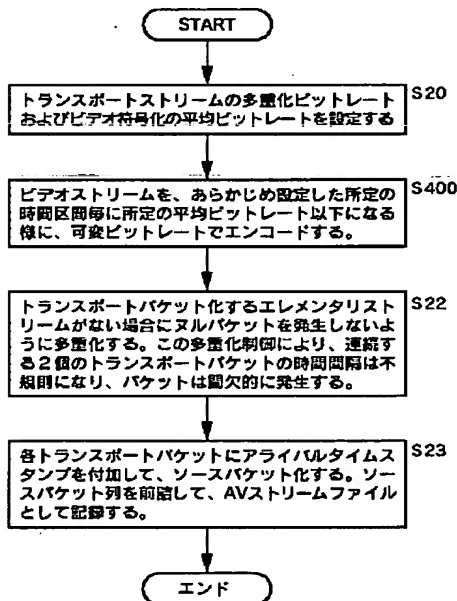 START
S20
トランスポートストリームの多重化ビットレート
およびビデオ符号化の平均ビットレートを設定する
S400
ビデオストリームを、あらかじめ設定した所定の
時間区間毎に所定の平均ビットレート以下になる
様に、可変ビットレートでエンコードする。
S22
トランスポートパケット化するエレメンタリスト
リームがない場合にヌルパケットを発生しないよ
うに多重化する。この多重化制御により、連続す
る2個のトランスポートパケットの時間間隔は不
規則になり、パケットは間欠的に発生する。
S23
各トランスポートパケットにアライバルタイムス
タンプを付加して、ソースパケット化する。ソー
スパケット列を前詰して、AVストリームファイル
として記録する。
エンド